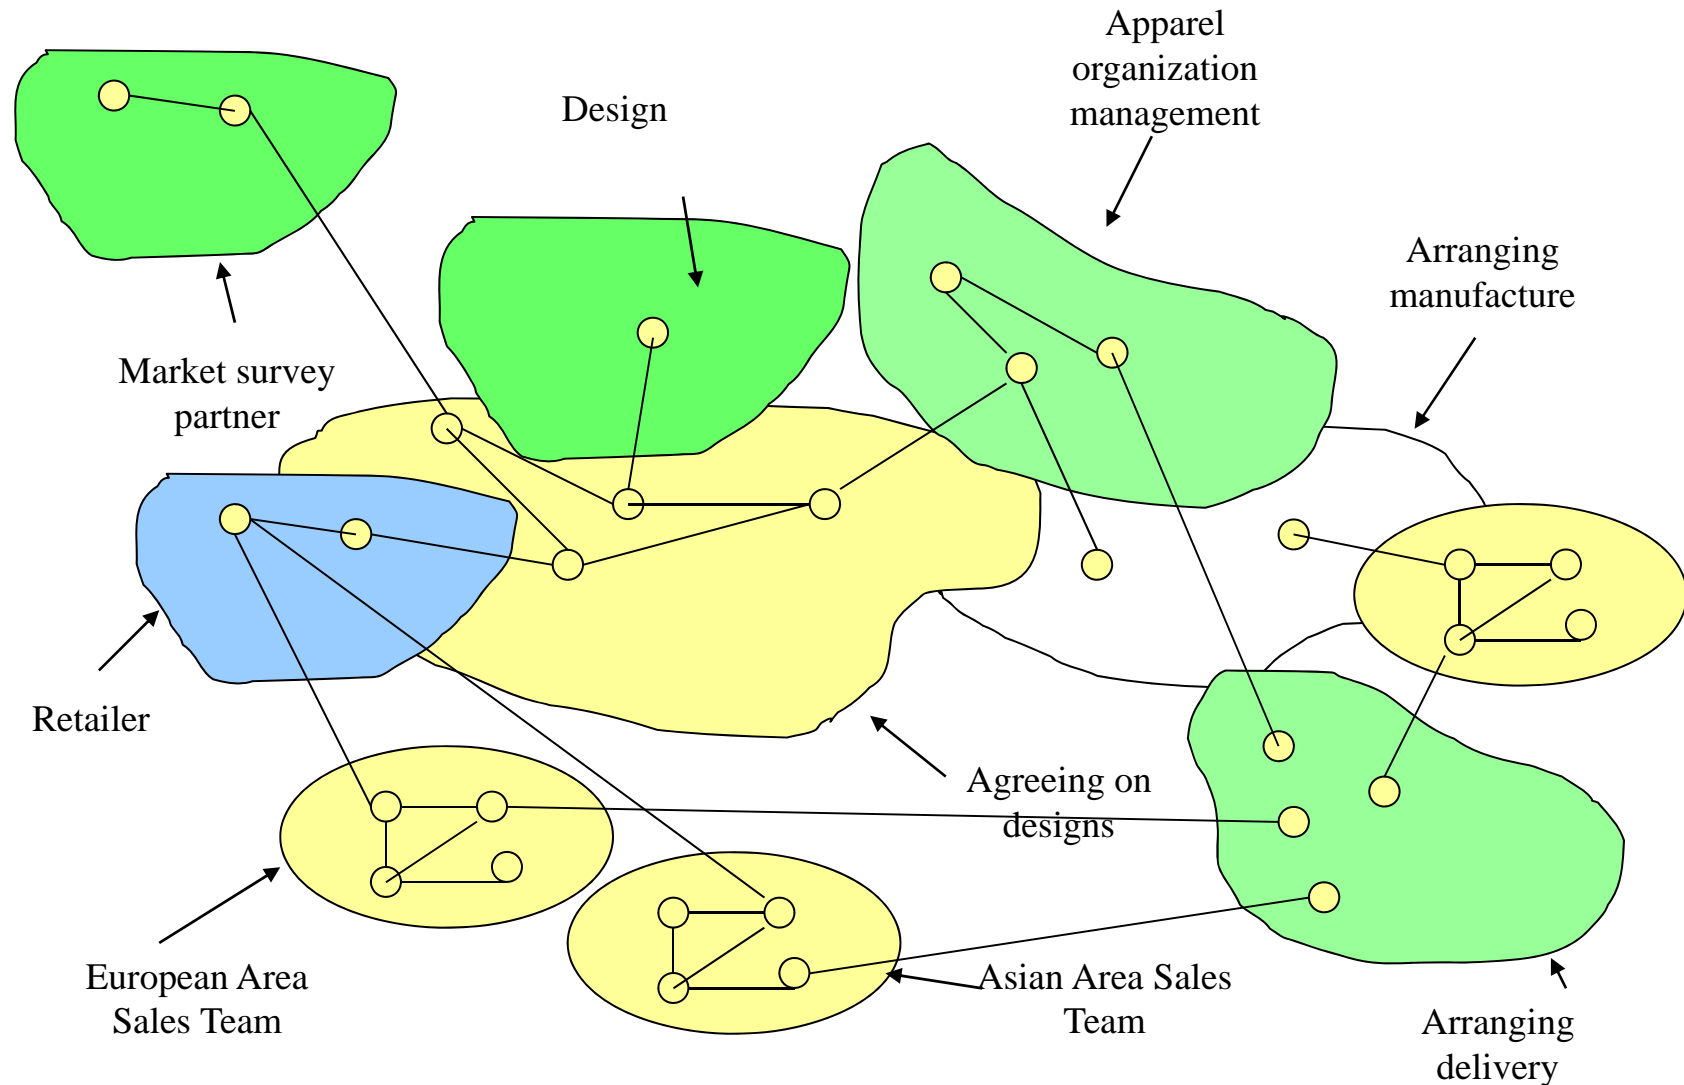 Apparel
organization
management
Design
Arranging
manufacture
Market survey
partner
Retailer
Agreeing on
designs
European Area
Sales Team
Asian Area Sales
Team
Arranging
delivery